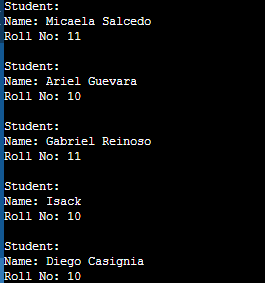 Student:
Name: Micaela Salcedo
Roll No: 11
Student:
Name: Ariel Guevara
Roll No: 10
Student:
Name: Gabriel Reinoso
Roll No: 11
Student:
Name: Isack
Roll No: 10
Student:
Name: Diego Casignia
Roll No: 10